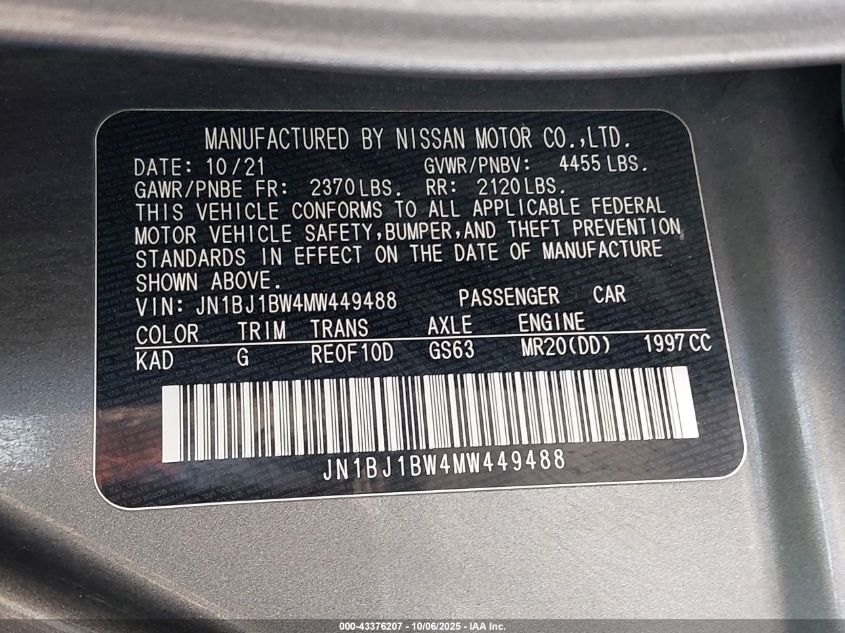 MANUFACTURED BY NISSAN MOTOR CO.,LTD.
DATE: 10/21 GVWR/PNBV: 4455 LBS.
GAWR/PNBE FR: 2370 LBS. RR: 2120 LBS.
THIS VEHICLE CONFORMS TO ALL APPLICABLE FEDERAL
MOTOR VEHICLE SAFETY,BUMPER,AND THEFT PREVENTION
STANDARDS IN EFFECT ON THE DATE OF MANUFACTURE
SHOWN ABOVE.
VIN: JN1BJ1BW4MW449488 PASSENGER CAR
COLOR TRIM TRANS AXLE ENGINE
KAD G RE0F10D GS63 MR20(DD) 1997 CC
JN1BJ1BW4MW449488
000-43376207 - 10/06/2025 - IAA Inc.